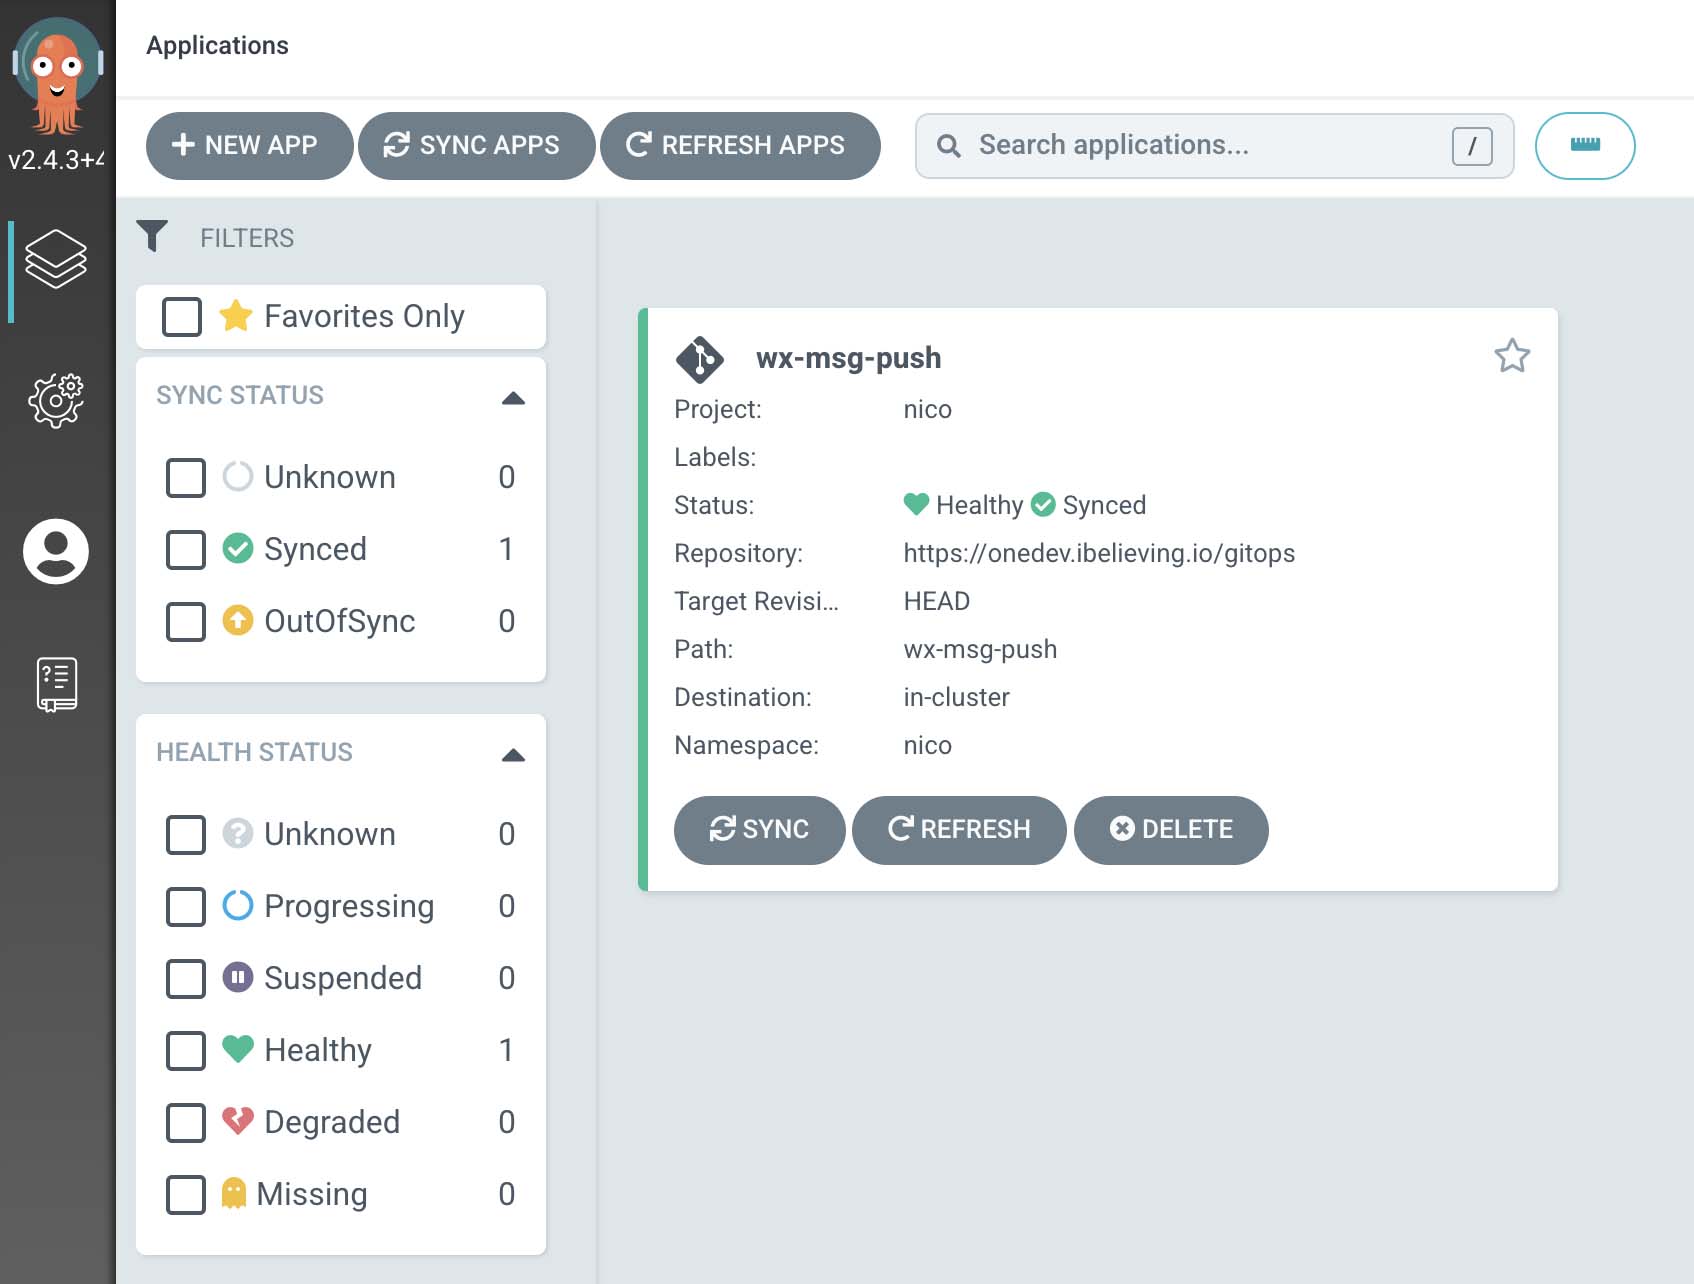 Applications
NEW APP
SYNC APPS
REFRESH APPS
Search applications...
/
v2.4.3+4
FILTERS
Favorites Only
SYNC STATUS
Unknown 0
Synced 1
OutOfSync 0
HEALTH STATUS
Unknown 0
Progressing 0
Suspended 0
Healthy 1
Degraded 0
Missing 0
wx-msg-push
Project: nico
Labels:
Status: Healthy Synced
Repository: https://onedev.ibelieving.io/gitops
Target Revisi... HEAD
Path: wx-msg-push
Destination: in-cluster
Namespace: nico
SYNC
REFRESH
DELETE